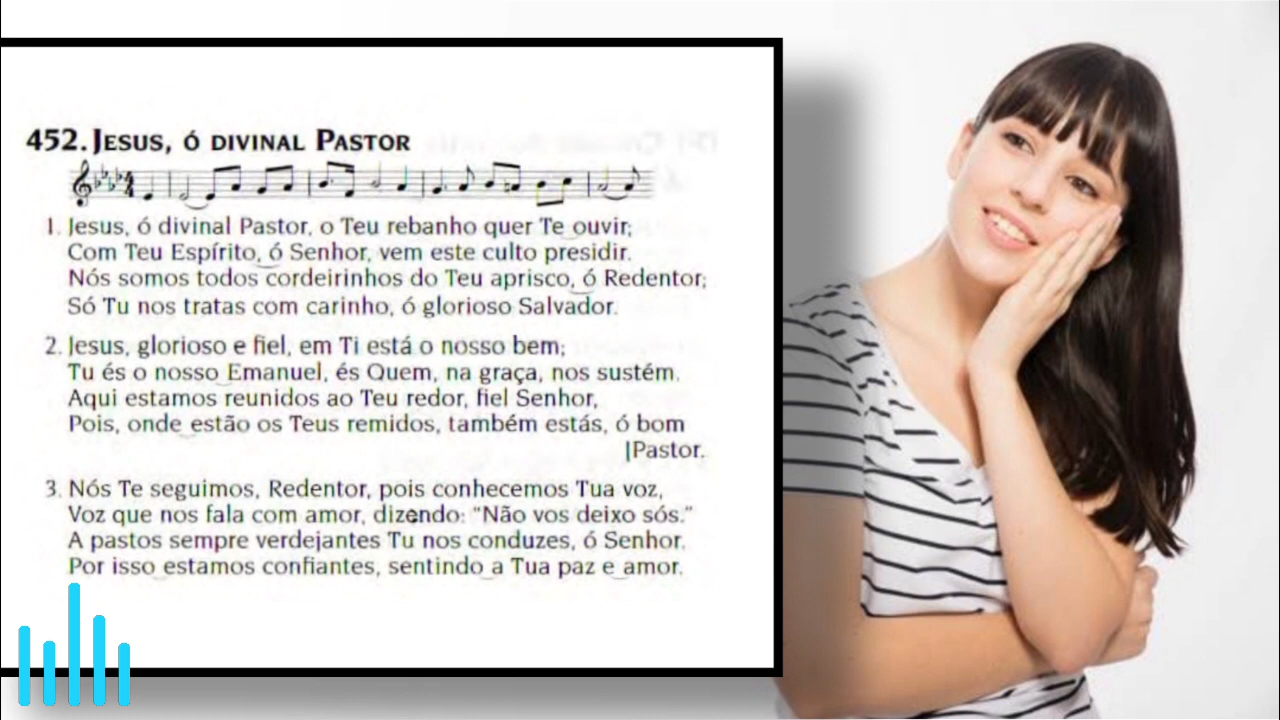 452. JESUS, Ó DIVINAL PASTOR
1. Jesus, ó divinal Pastor, o Teu rebanho quer Te ouvir;
Com Teu Espírito, ó Senhor, vem este culto presidir.
Nós somos todos cordeirinhos do Teu aprisco, ó Redentor;
Só Tu nos tratas com carinho, ó glorioso Salvador.
2. Jesus, glorioso e fiel, em Ti está o nosso bem;
Tu és o nosso Emanuel, és Quem, na graça, nos sustém.
Aqui estamos reunidos ao Teu redor, fiel Senhor,
Pois, onde estão os Teus remidos, também estás, ó bom
|Pastor.
3. Nós Te seguimos, Redentor, pois conhecemos Tua voz,
Voz que nos fala com amor, dizendo: “Não vos deixo sós.”
A pastos sempre verdejantes Tu nos conduzes, ó Senhor.
Por isso estamos confiantes, sentindo a Tua paz e amor.